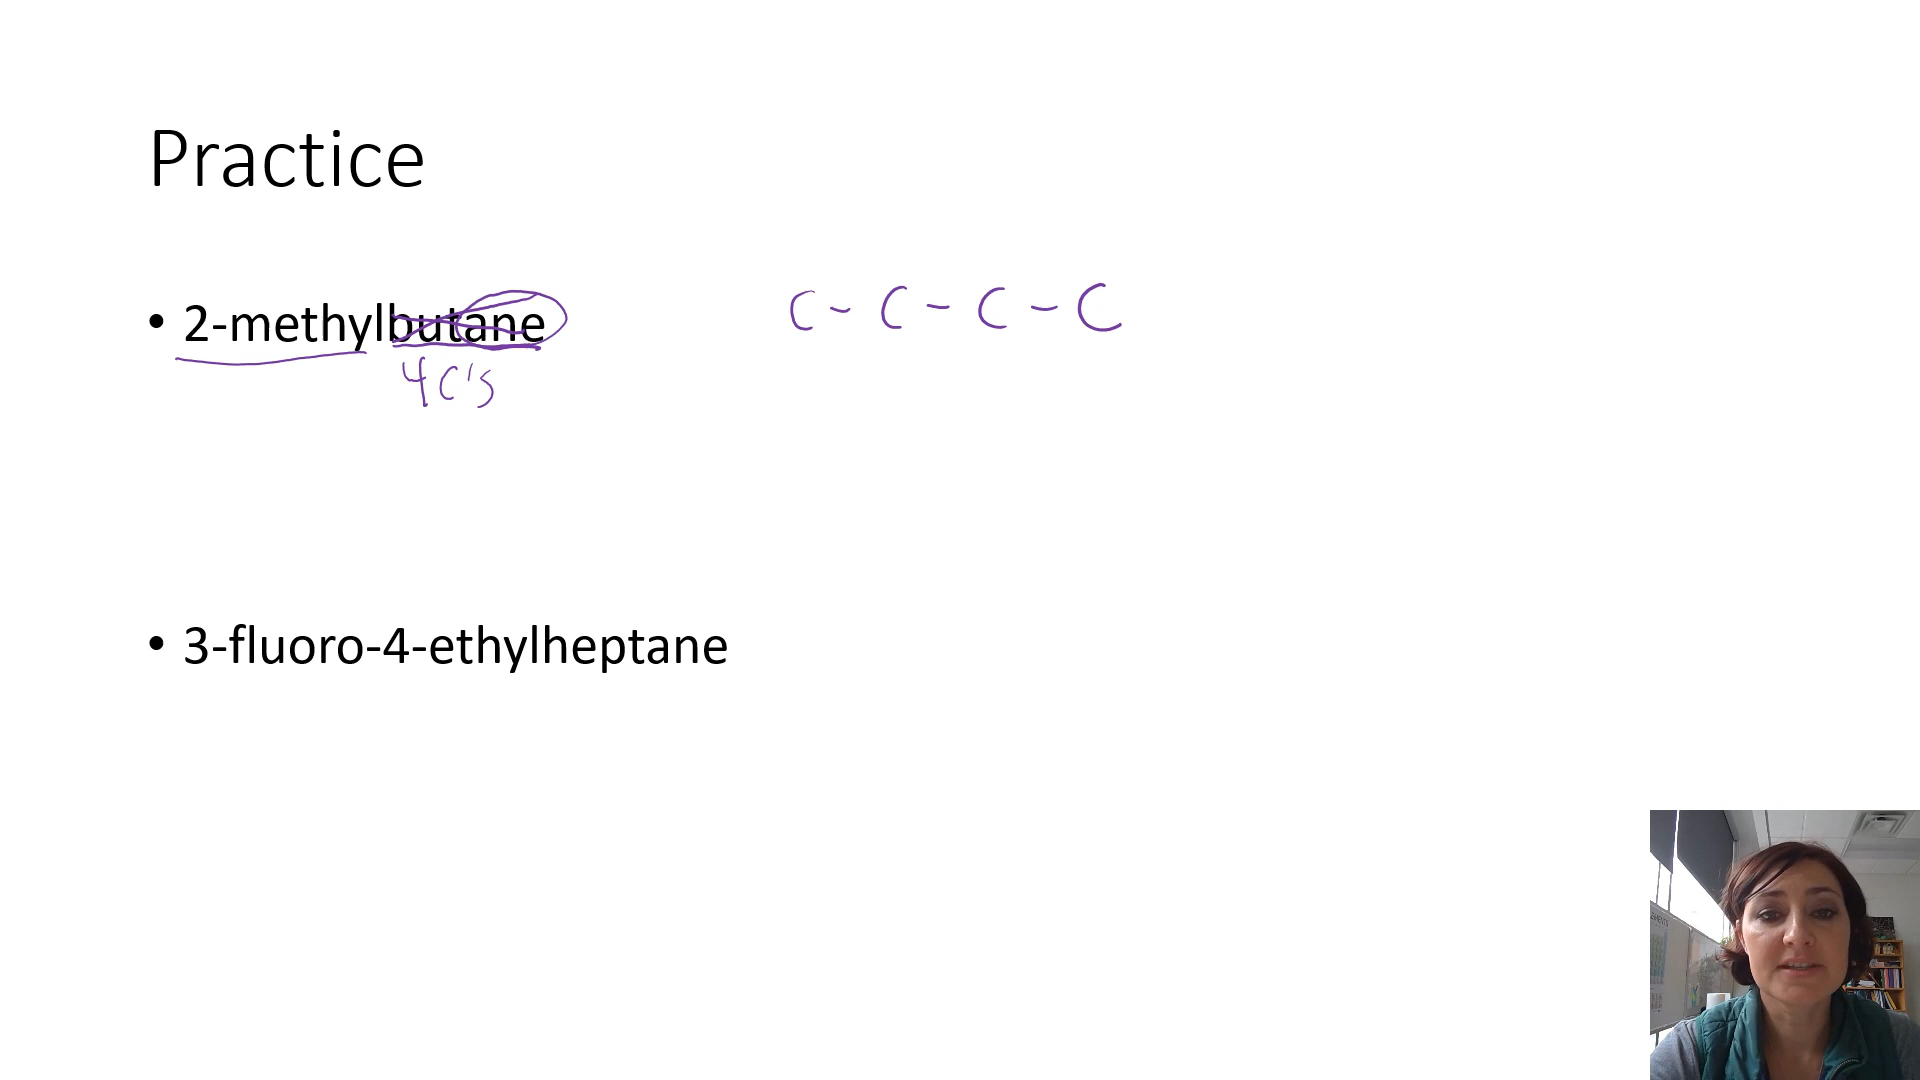 Practice
• 2-methylbutane
C - C - C - C
4C's
• 3-fluoro-4-ethylheptane